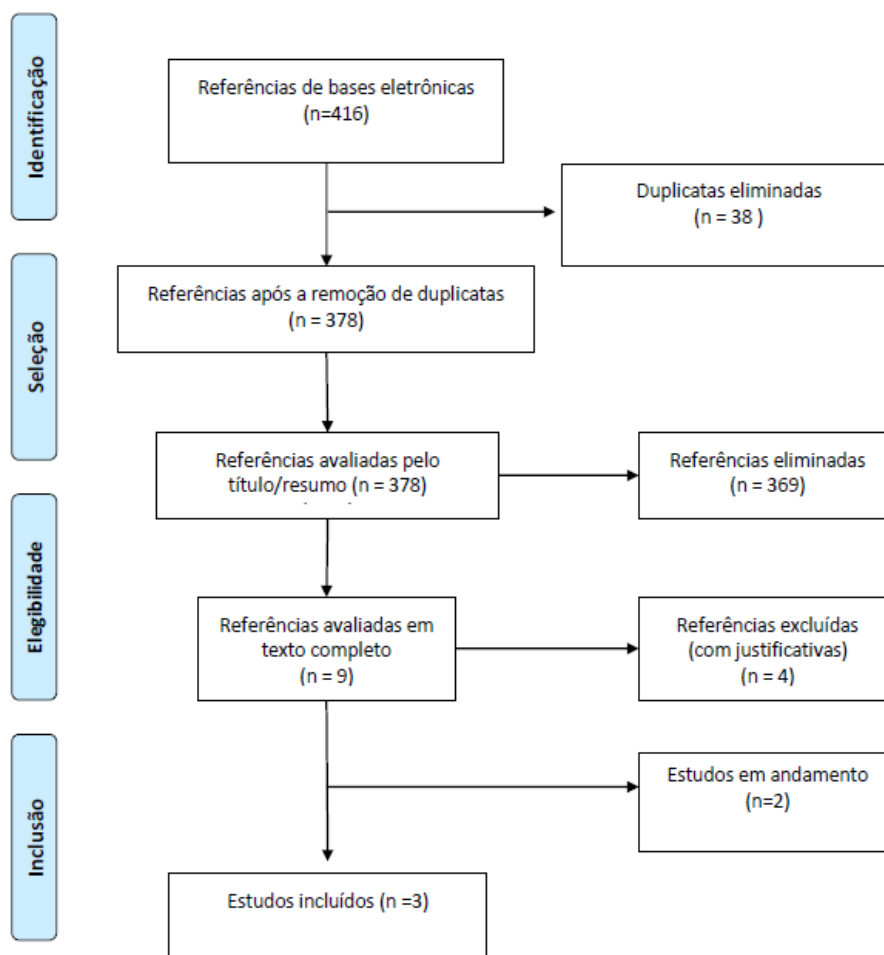 Identificação
Referências de bases eletrônicas
(n=416)
Duplicatas eliminadas
(n = 38 )
Seleção
Referências após a remoção de duplicatas
(n = 378)
Referências avaliadas pelo
título/resumo (n = 378)
Referências eliminadas
(n = 369)
Elegibilidade
Referências avaliadas em
texto completo
(n = 9)
Referências excluídas
(com justificativas)
(n = 4)
Inclusão
Estudos em andamento
(n=2)
Estudos incluídos (n =3)